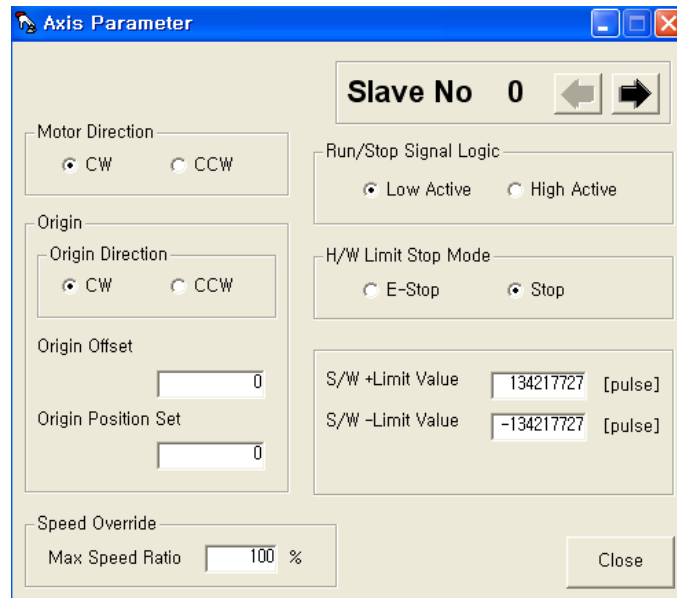 Axis Parameter
Slave No 0
Motor Direction
CW CCW
Run/Stop Signal Logic
Low Active High Active
Origin
Origin Direction
CW CCW
H/W Limit Stop Mode
E-Stop Stop
Origin Offset
0
Origin Position Set
0
S/W +Limit Value 134217727 [pulse]
S/W -Limit Value -134217727 [pulse]
Speed Override
Max Speed Ratio 100 %
Close